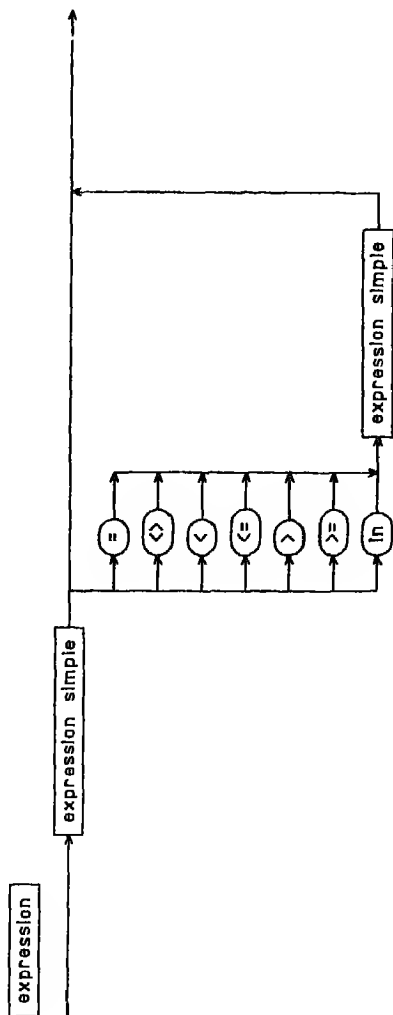 expression
expression simple
=
<>
<
<=
>
>=
in
expression simple